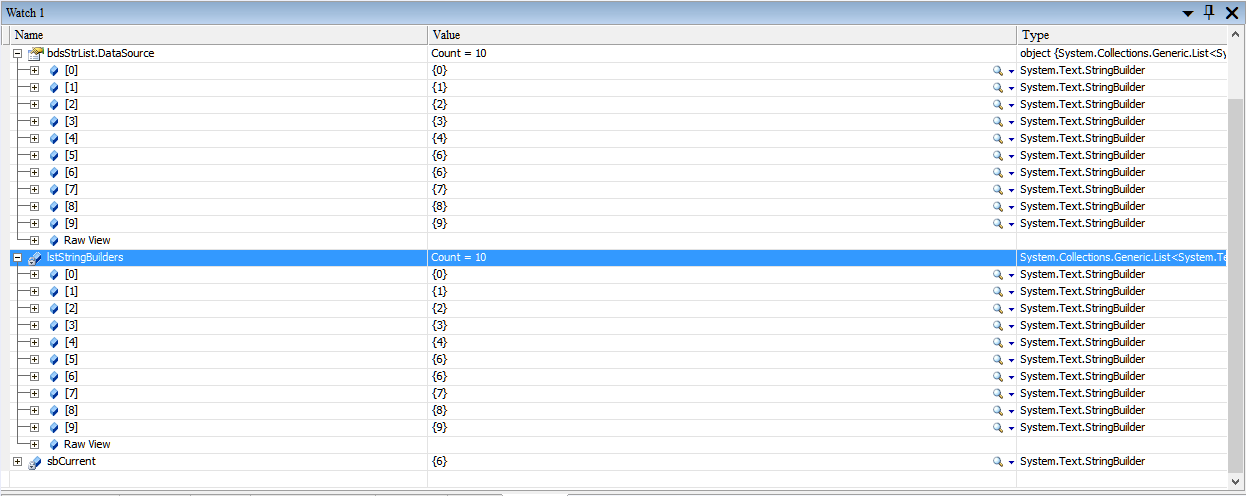 Watch 1
Name Value Type
bdsStrList.DataSource Count = 10 object {System.Collections.Generic.List<Sy
[0] {0} System.Text.StringBuilder
[1] {1} System.Text.StringBuilder
[2] {2} System.Text.StringBuilder
[3] {3} System.Text.StringBuilder
[4] {4} System.Text.StringBuilder
[5] {6} System.Text.StringBuilder
[6] {6} System.Text.StringBuilder
[7] {7} System.Text.StringBuilder
[8] {8} System.Text.StringBuilder
[9] {9} System.Text.StringBuilder
Raw View
lstStringBuilders Count = 10 System.Collections.Generic.List<System.Te
[0] {0} System.Text.StringBuilder
[1] {1} System.Text.StringBuilder
[2] {2} System.Text.StringBuilder
[3] {3} System.Text.StringBuilder
[4] {4} System.Text.StringBuilder
[5] {6} System.Text.StringBuilder
[6] {6} System.Text.StringBuilder
[7] {7} System.Text.StringBuilder
[8] {8} System.Text.StringBuilder
[9] {9} System.Text.StringBuilder
Raw View
sbCurrent {6} System.Text.StringBuilder